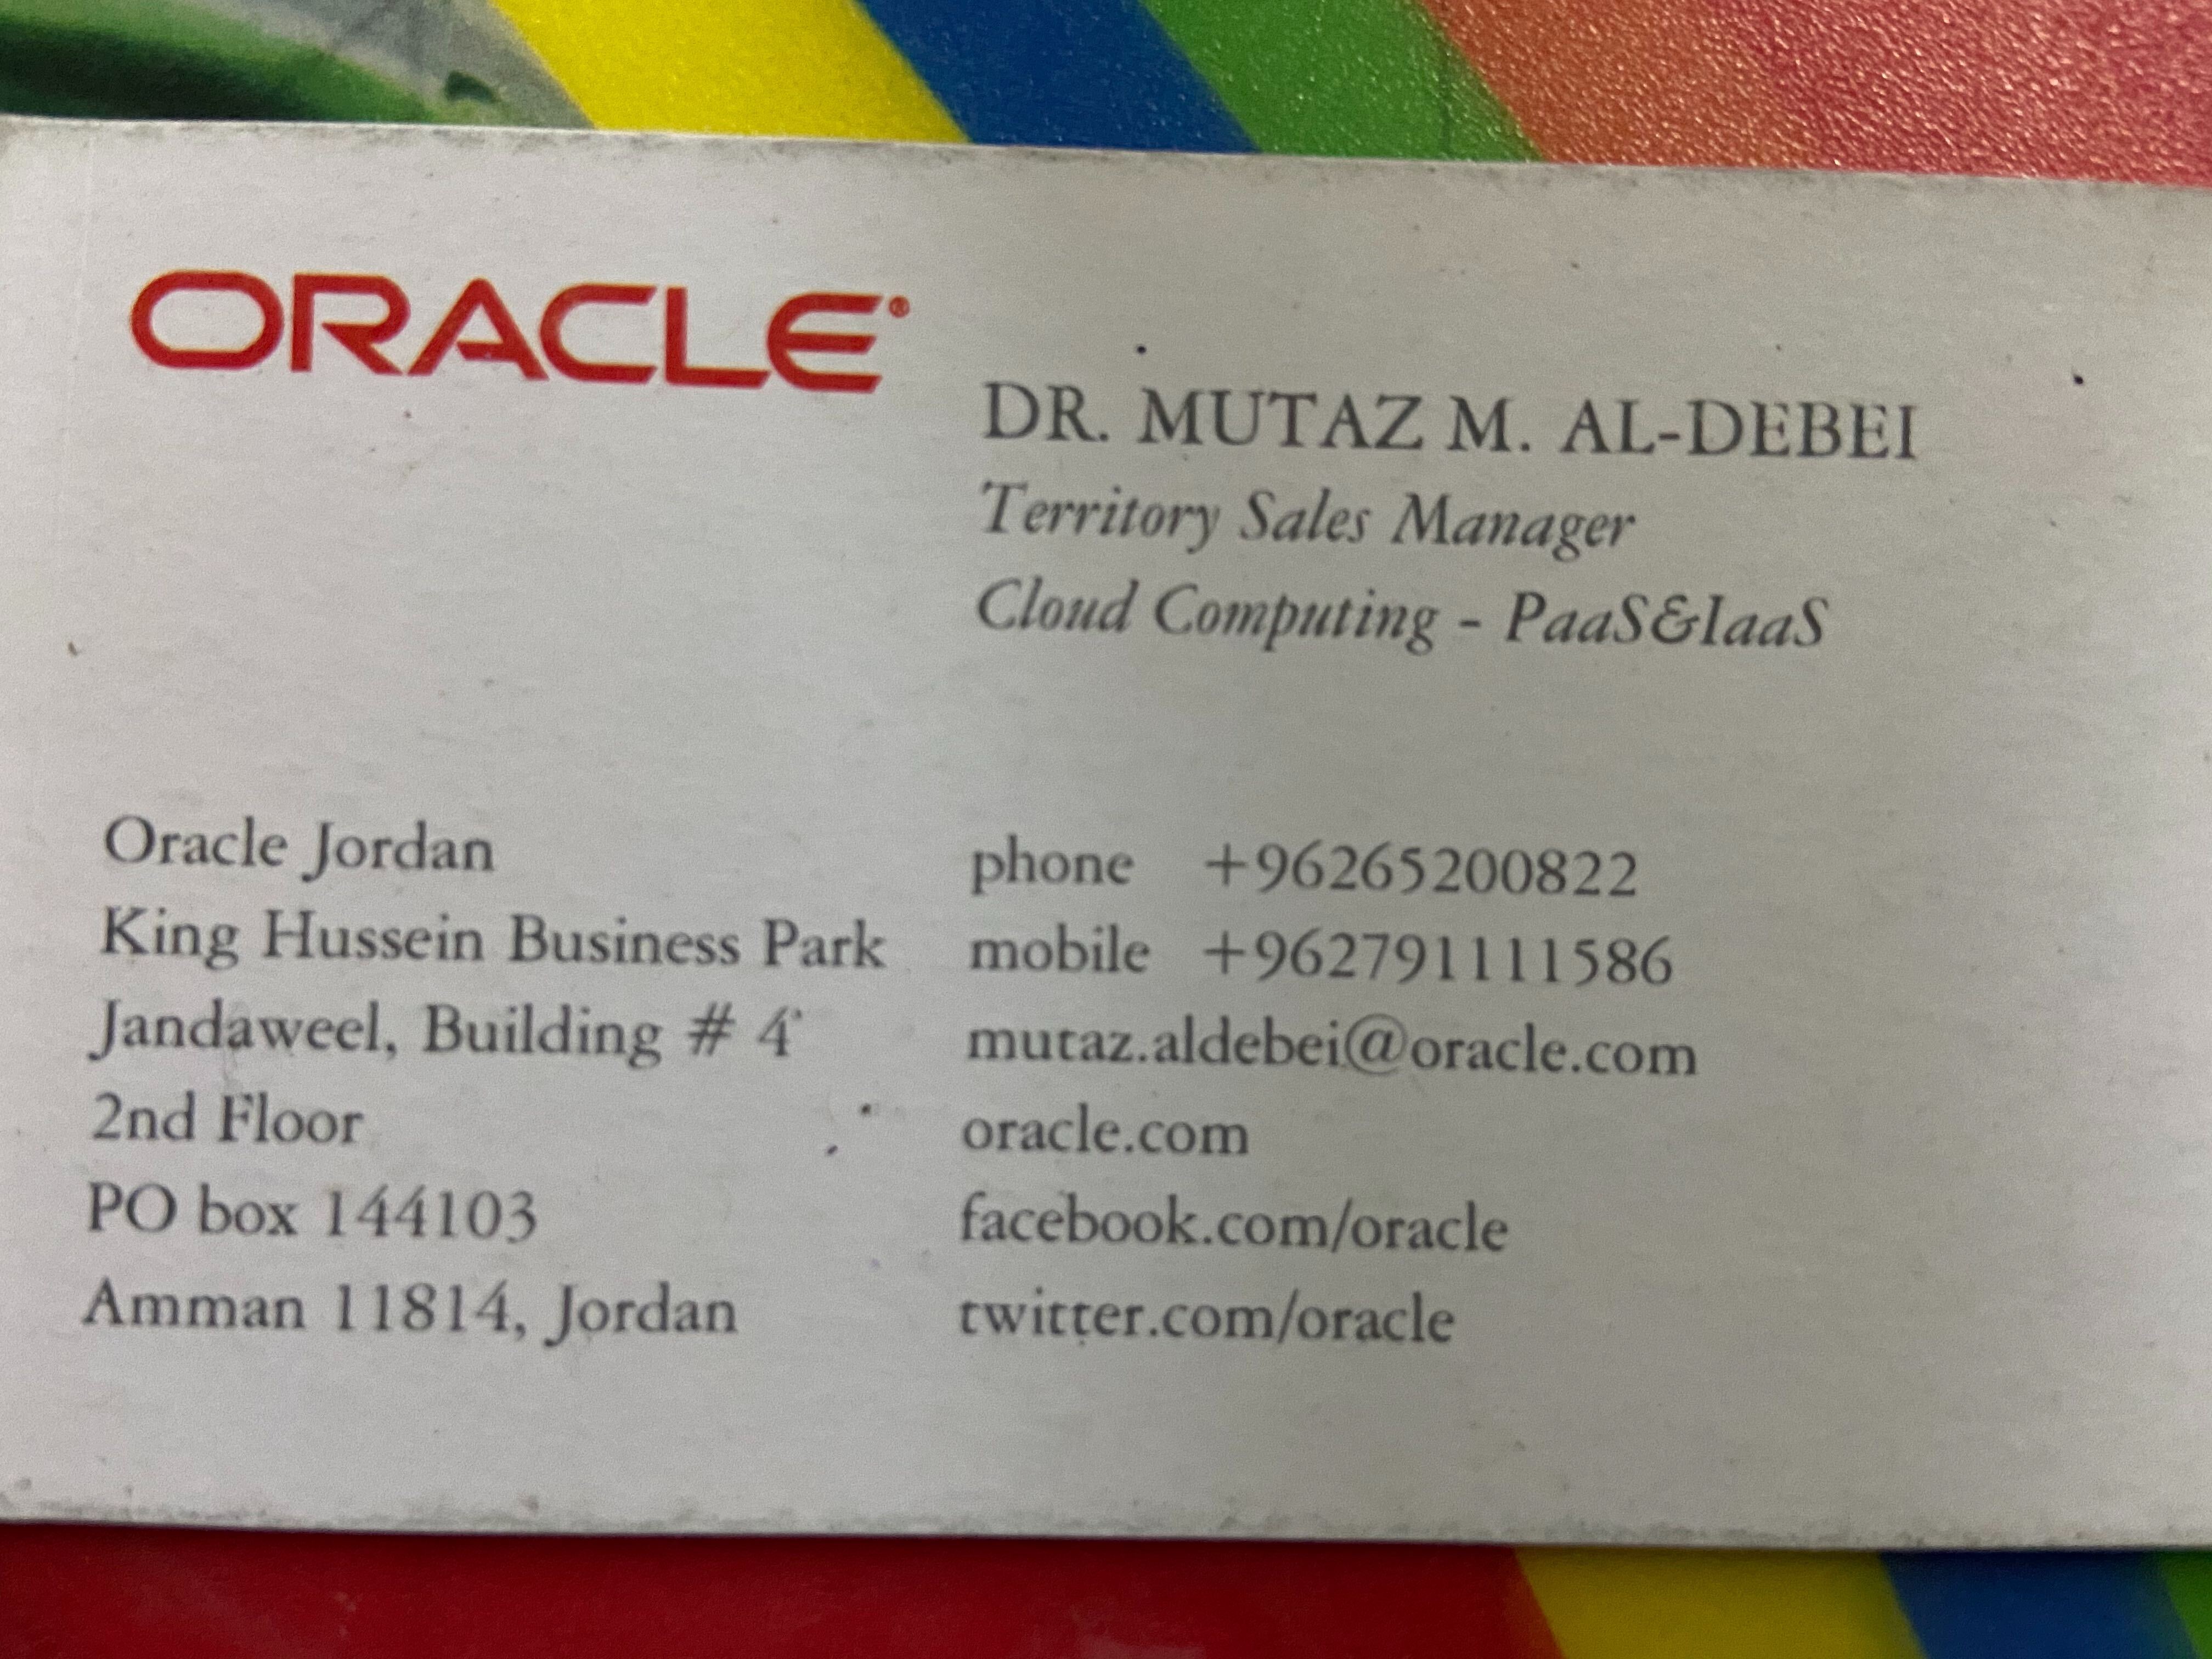 ORACLE®
DR. MUTAZ M. AL-DEBEI
Territory Sales Manager
Cloud Computing - PaaS&IaaS
Oracle Jordan
King Hussein Business Park
Jandaweel, Building # 4
2nd Floor
PO box 144103
Amman 11814, Jordan
phone +96265200822
mobile +962791111586
mutaz.aldebei@oracle.com
oracle.com
facebook.com/oracle
twitter.com/oracle